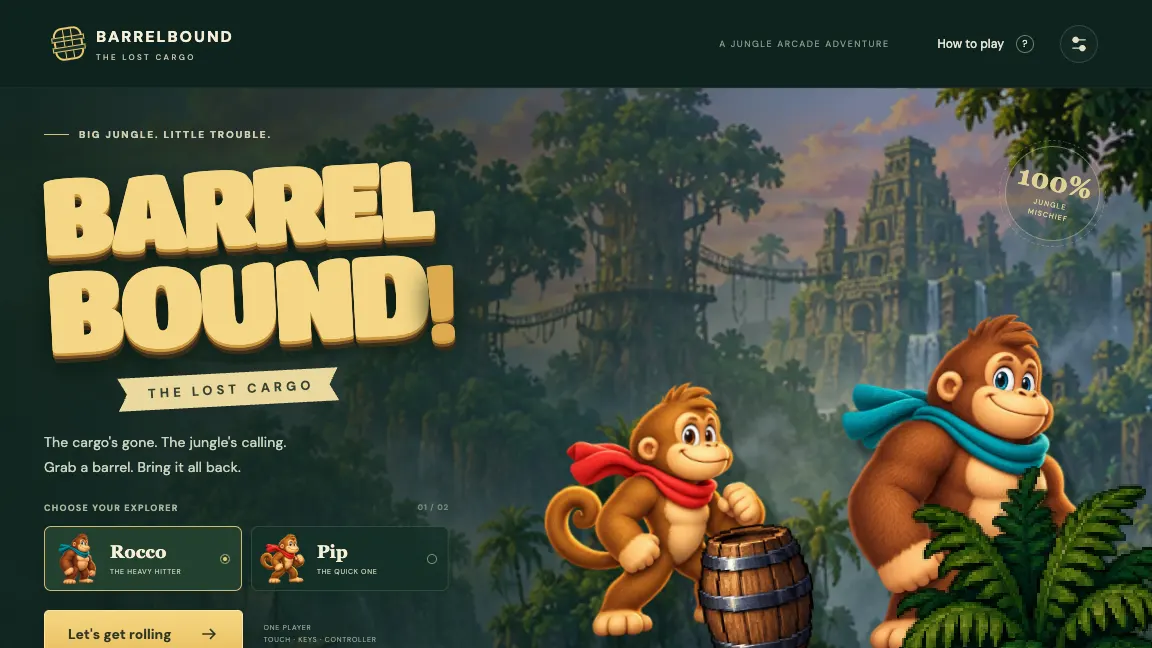 BARRELBOUND
THE LOST CARGO
A JUNGLE ARCADE ADVENTURE
How to play ?
BIG JUNGLE. LITTLE TROUBLE.
BARREL
BOUND!
THE LOST CARGO
100%
JUNGLE
MISCHIEF
The cargo's gone. The jungle's calling.
Grab a barrel. Bring it all back.
CHOOSE YOUR EXPLORER
01 / 02
Rocco
THE HEAVY HITTER
Pip
THE QUICK ONE
Let's get rolling →
ONE PLAYER
TOUCH · KEYS · CONTROLLER